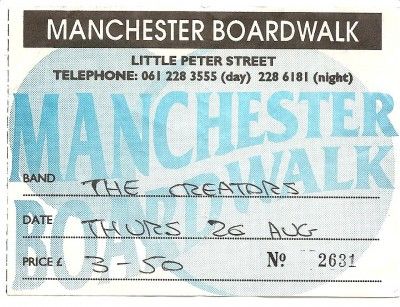 MANCHESTER BOARDWALK
LITTLE PETER STREET
TELEPHONE: 061 228 3555 (day) 228 6181 (night)
MANCHESTER
BOARDWALK
BAND THE CREATORS
DATE THURS 26 AUG
PRICE £ 3-50 Nº 2631